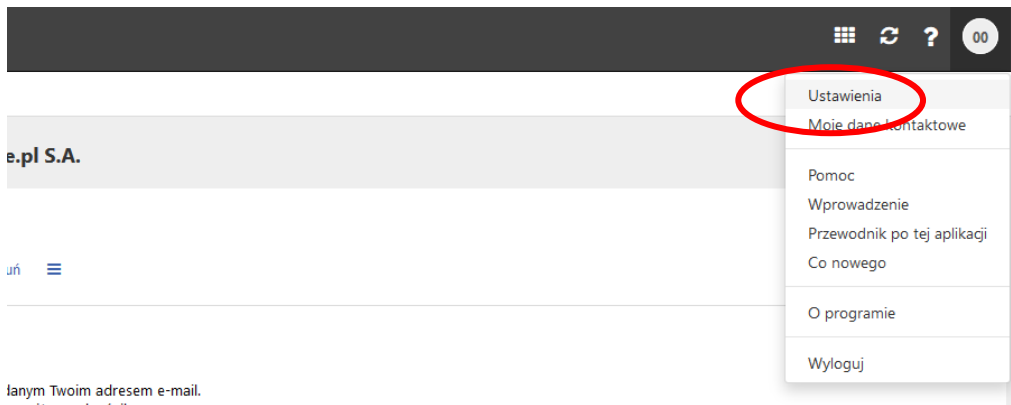 ?
00
Ustawienia
Moje dane kontaktowe
e.pl S.A.
Pomoc
Wprowadzenie
Przewodnik po tej aplikacji
uń
Co nowego
O programie
Wyloguj
danym Twoim adresem e-mail.